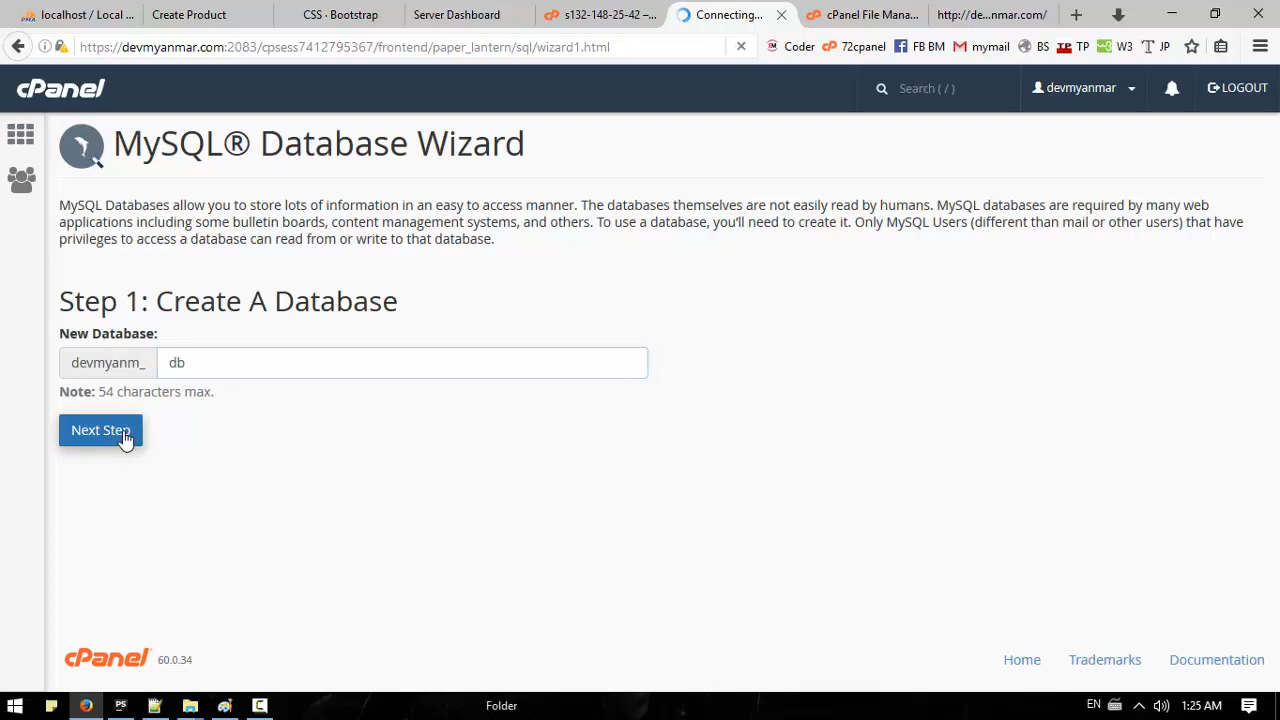 localhost / Local ...
Create Product
CSS · Bootstrap
Server Dashboard
s132-148-25-42 –...
Connecting...
cPanel File Mana...
http://de...nmar.com/
https://devmyanmar.com:2083/cpsess7412795367/frontend/paper_lantern/sql/wizard1.html
Coder
72cpanel
FB BM
mymail
BS
TP
W3
JP
cPanel
Search ( / )
devmyanmar
LOGOUT
MySQL® Database Wizard
MySQL Databases allow you to store lots of information in an easy to access manner. The databases themselves are not easily read by humans. MySQL databases are required by many web
applications including some bulletin boards, content management systems, and others. To use a database, you’ll need to create it. Only MySQL Users (different than mail or other users) that have
privileges to access a database can read from or write to that database.
Step 1: Create A Database
New Database:
devmyanm_ db
Note: 54 characters max.
Next Step
cPanel 60.0.34
Home
Trademarks
Documentation
Folder
EN
1:25 AM